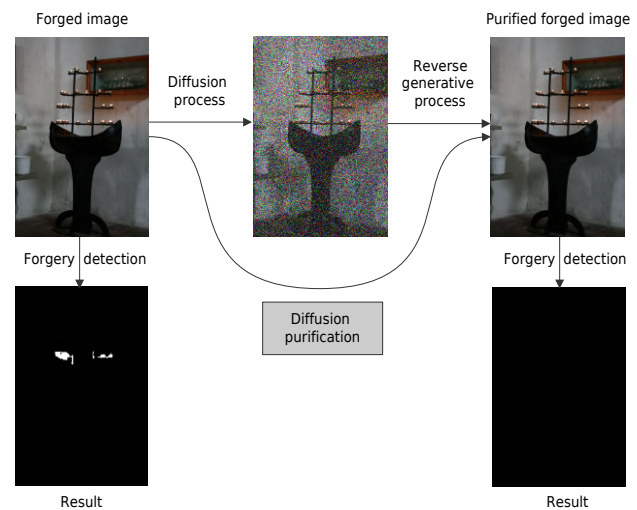 Forged image
Purified forged image
Diffusion
process
Reverse
generative
process
Forgery detection
Forgery detection
Diffusion
purification
Result
Result